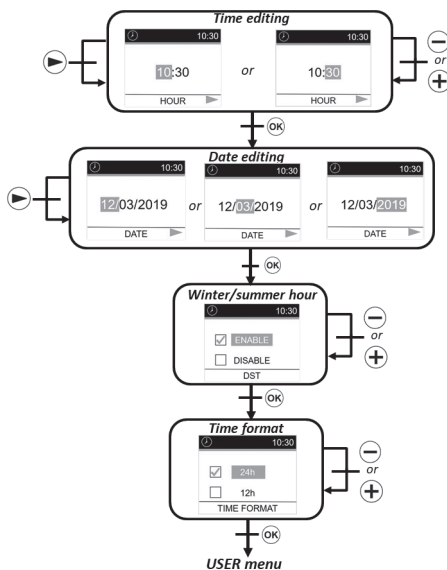 Time editing
10:30
10:30
10:30
or
10:30
or
HOUR
HOUR
OK
Date editing
10:30
10:30
10:30
12/03/2019
or
12/03/2019
or
12/03/2019
DATE
DATE
DATE
OK
Winter/summer hour
10:30
ENABLE
or
DISABLE
DST
OK
Time format
10:30
24h
or
12h
TIME FORMAT
OK
USER menu